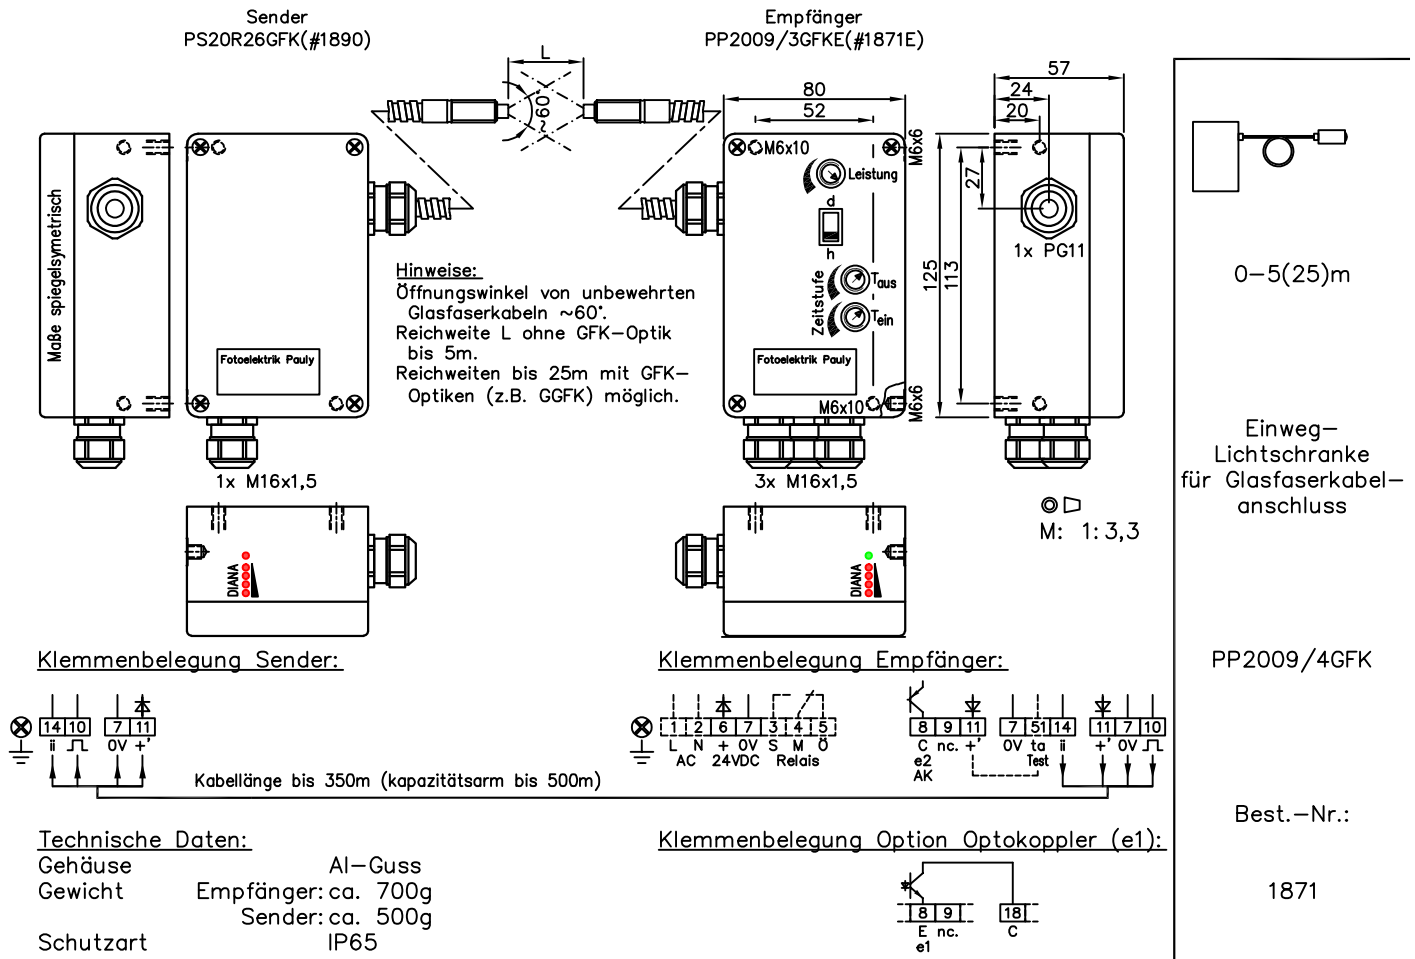 Sender
PS20R26GFK(#1890)
Empfänger
PP2009/3GFKE(#1871E)
L
~60°
80
52
57
24
20
27
125
113
M6x10
M6x6
Leistung
d
h
Zeitstufe
Taus
Tein
Fotoelektrik Pauly
M6x10
M6x6
1x PG11
Maße spiegelsymetrisch
Fotoelektrik Pauly
Hinweise:
Öffnungswinkel von unbewehrten
Glasfaserkabeln ~60°.
Reichweite L ohne GFK-Optik
bis 5m.
Reichweiten bis 25m mit GFK-
Optiken (z.B. GGFK) möglich.
1x M16x1,5
3x M16x1,5
M: 1:3,3
DIANA
DIANA
0-5(25)m
Einweg-
Lichtschranke
für Glasfaserkabel-
anschluss
PP2009/4GFK
Best.-Nr.:
1871
Klemmenbelegung Sender:
14 10 7 11
ii 0V +'
Klemmenbelegung Empfänger:
1 2 6 7 3 4 5
L N + 0V S M Ö
AC 24VDC Relais
8 9 11 7 51 14 11 7 10
C nc. +' 0V ta ii +' 0V
e2 Test
AK
Kabellänge bis 350m (kapazitätsarm bis 500m)
Technische Daten:
Gehäuse Al-Guss
Gewicht Empfänger: ca. 700g
Sender: ca. 500g
Schutzart IP65
Klemmenbelegung Option Optokoppler (e1):
8 9 18
E nc. C
e1